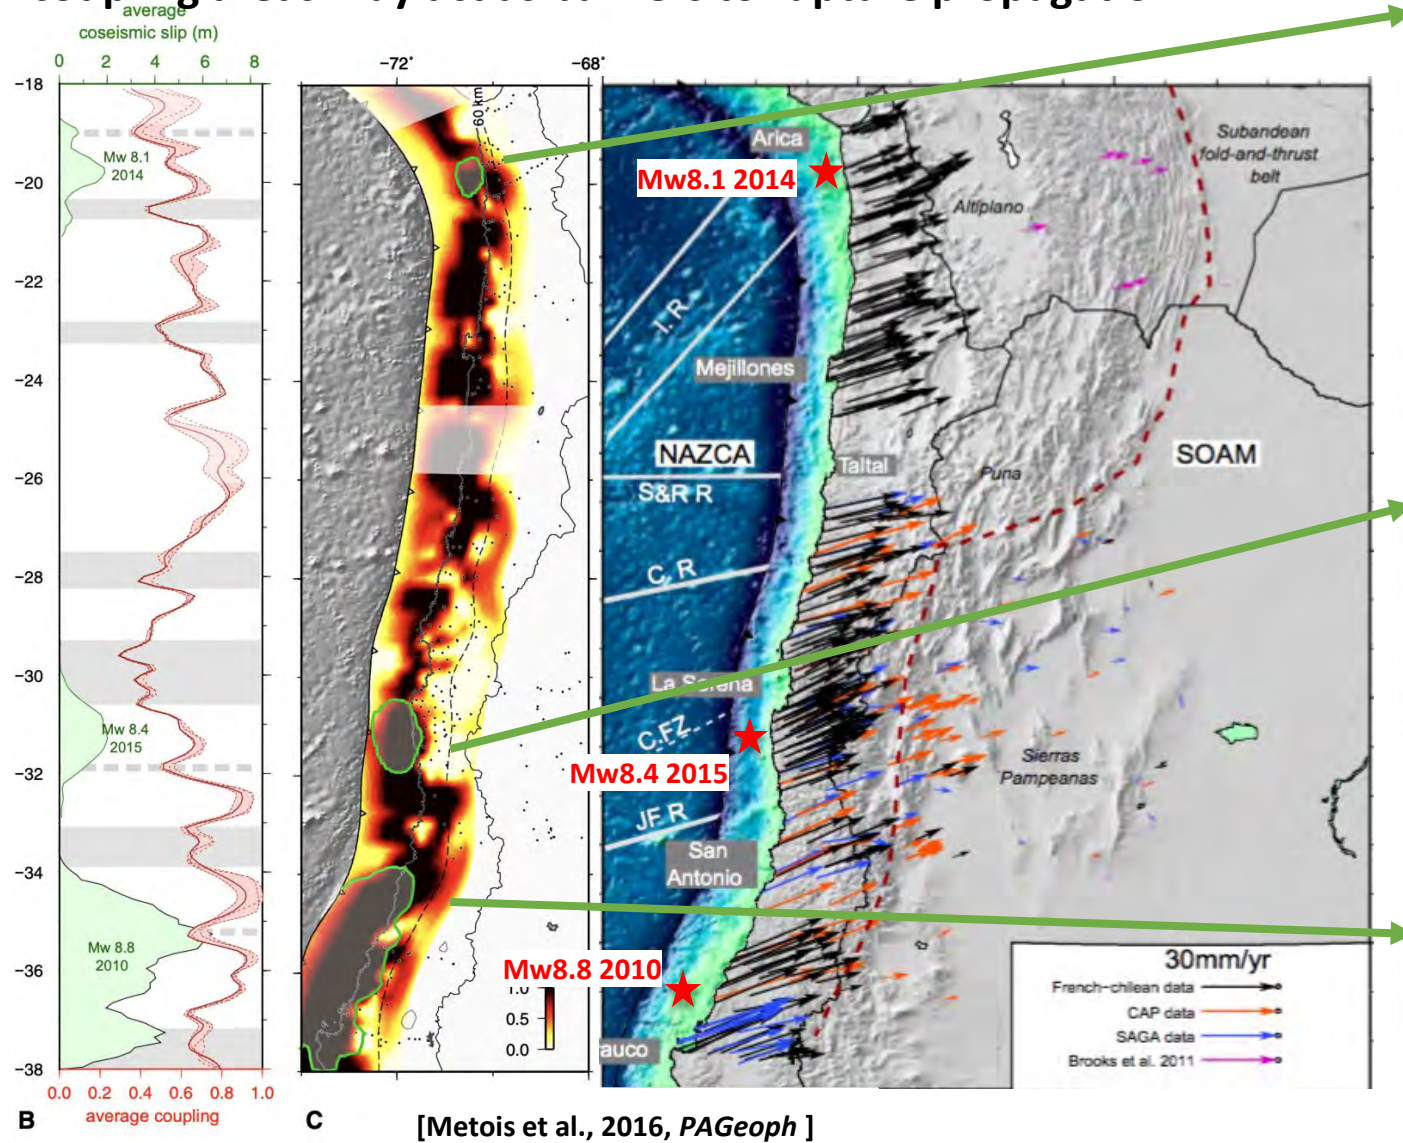 average
coseismic slip (m)
0 2 4 6 8
−18
−20
−22
−24
−26
−28
−30
−32
−34
−36
−38
Mw 8.1
2014
Mw 8.4
2015
Mw 8.8
2010
0.0 0.2 0.4 0.6 0.8 1.0
average coupling
B
−72° −68°
60 km
1.0
0.5
0.0
C
Arica
Mw8.1 2014
Altiplano
Subandean
fold-and-thrust
belt
I. R
Mejillones
NAZCA
S&R R
Taltal
Puna
SOAM
C. R
La Serena
C.FZ
Mw8.4 2015
Sierras
Pampeanas
JF R
San
Antonio
Mw8.8 2010
auco
30mm/yr
French-chilean data
CAP data
SAGA data
Brooks et al. 2011
[Metois et al., 2016, PAGeoph ]